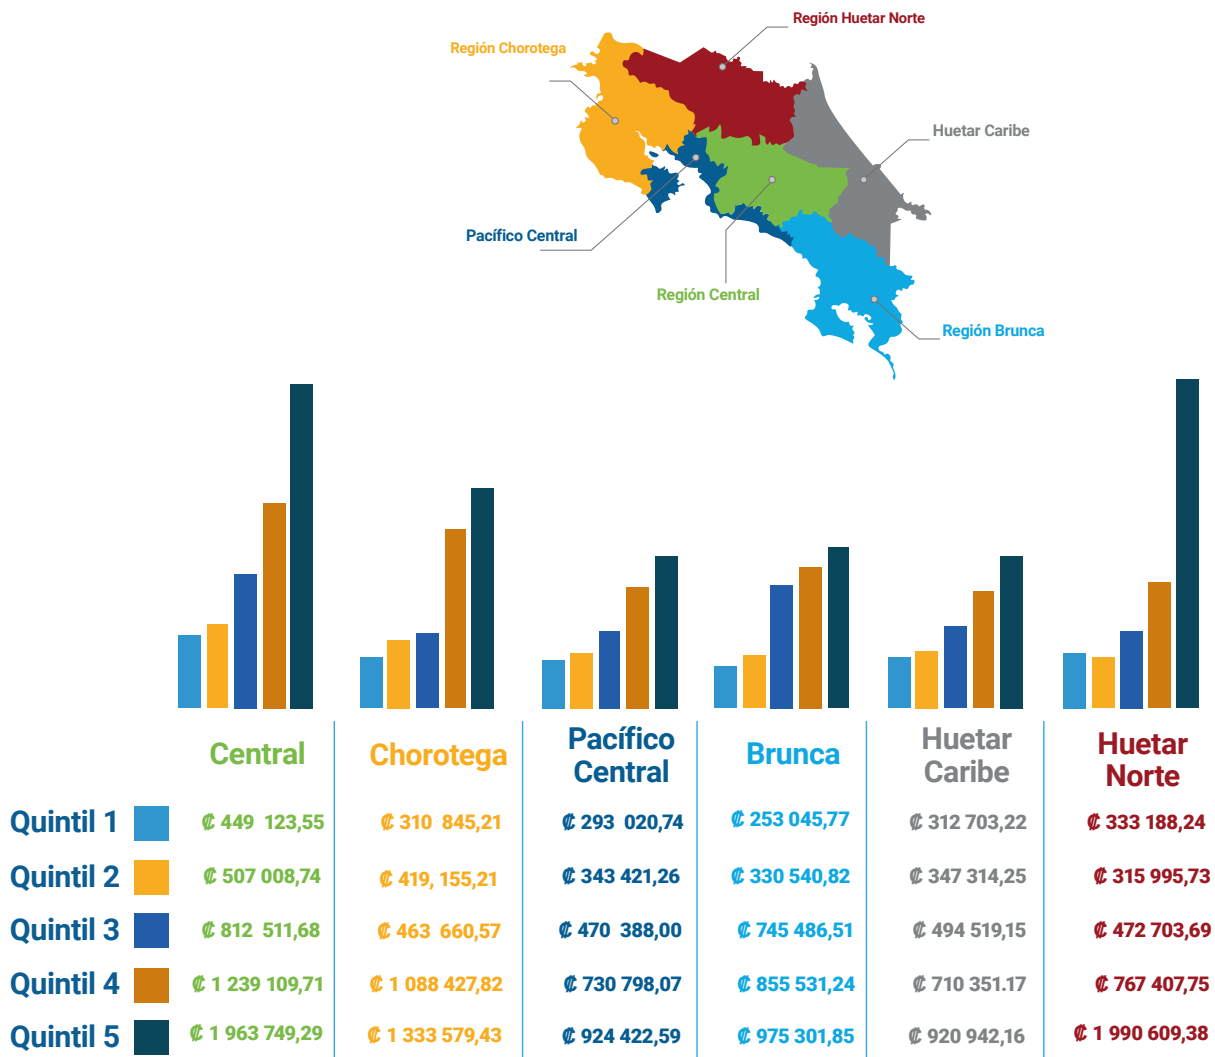 Región Huetar Norte
Región Chorotega
Huetar Caribe
Pacífico Central
Región Central
Región Brunca
Central
Chorotega
Pacífico
Central
Brunca
Huetar
Caribe
Huetar
Norte
Quintil 1 ₡ 449 123,55 ₡ 310 845,21 ₡ 293 020,74 ₡ 253 045,77 ₡ 312 703,22 ₡ 333 188,24
Quintil 2 ₡ 507 008,74 ₡ 419, 155,21 ₡ 343 421,26 ₡ 330 540,82 ₡ 347 314,25 ₡ 315 995,73
Quintil 3 ₡ 812 511,68 ₡ 463 660,57 ₡ 470 388,00 ₡ 745 486,51 ₡ 494 519,15 ₡ 472 703,69
Quintil 4 ₡ 1 239 109,71 ₡ 1 088 427,82 ₡ 730 798,07 ₡ 855 531,24 ₡ 710 351.17 ₡ 767 407,75
Quintil 5 ₡ 1 963 749,29 ₡ 1 333 579,43 ₡ 924 422,59 ₡ 975 301,85 ₡ 920 942,16 ₡ 1 990 609,38